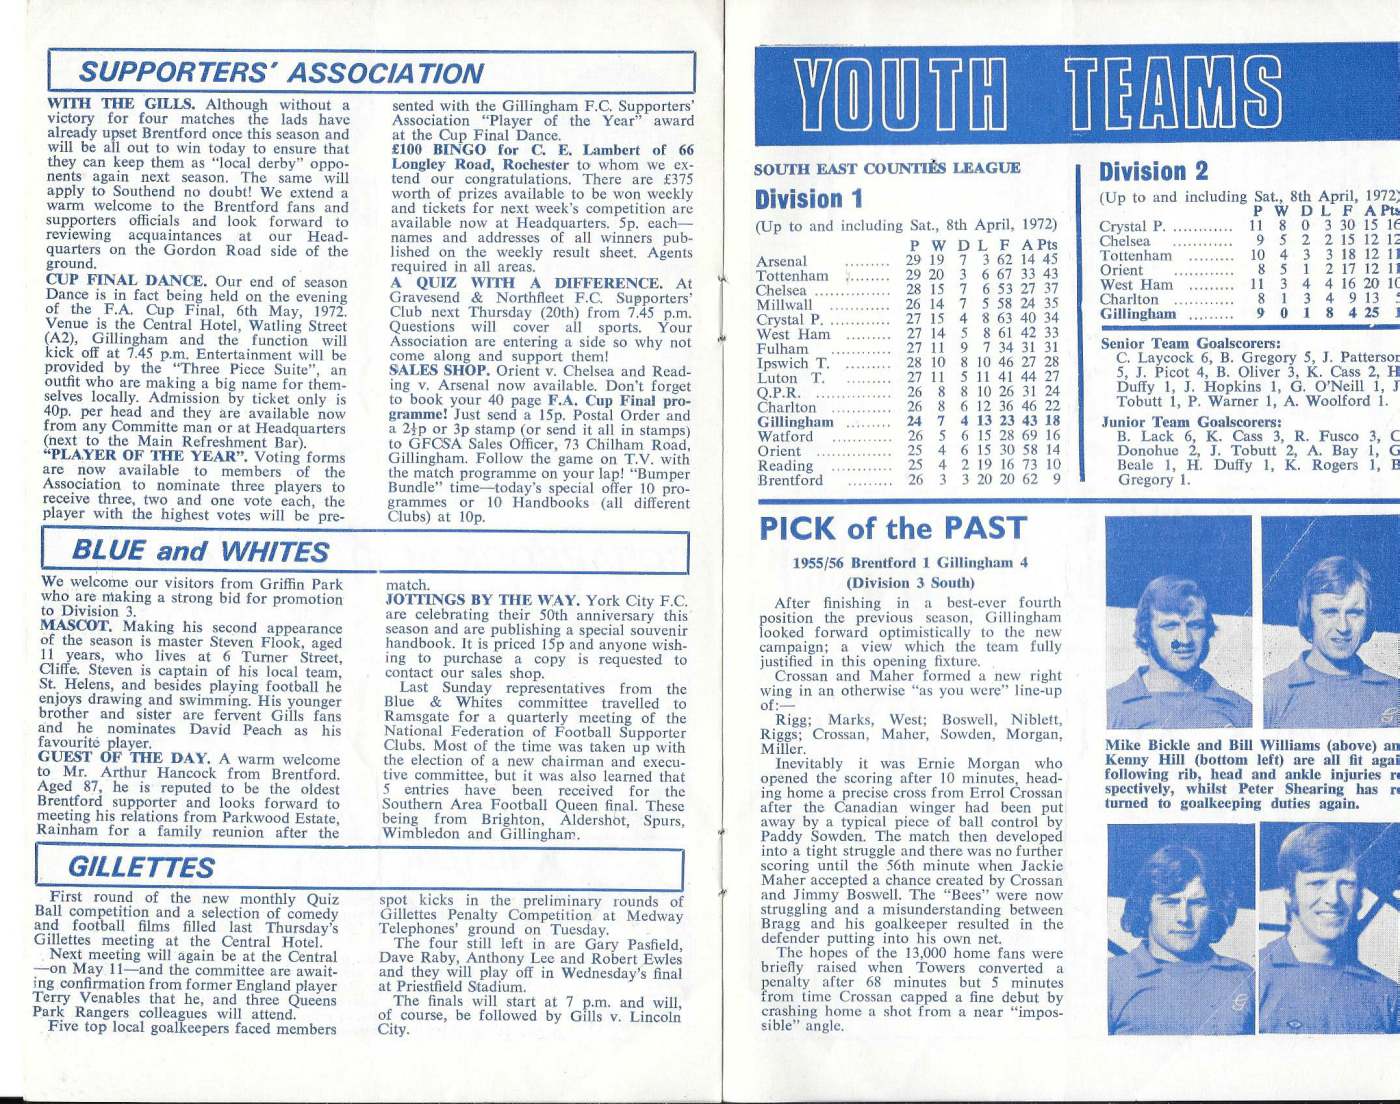 SUPPORTERS' ASSOCIATION
WITH THE GILLS. Although without a
victory for four matches the lads have
already upset Brentford once this season and
will be all out to win today to ensure that
they can keep them as "local derby" oppo-
nents again next season. The same will
apply to Southend no doubt! We extend a
warm welcome to the Brentford fans and
supporters officials and look forward to
reviewing acquaintances at our Head-
quarters on the Gordon Road side of the
ground.
CUP FINAL DANCE. Our end of season
Dance is in fact being held on the evening
of the F.A. Cup Final, 6th May, 1972.
Venue is the Central Hotel, Watling Street
(A2), Gillingham and the function will
kick off at 7.45 p.m. Entertainment will be
provided by the "Three Piece Suite", an
outfit who are making a big name for them-
selves locally. Admission by ticket only is
40p. per head and they are available now
from any Committe man or at Headquarters
(next to the Main Refreshment Bar).
"PLAYER OF THE YEAR". Voting forms
are now available to members of the
Association to nominate three players to
receive three, two and one vote each, the
player with the highest votes will be pre-
sented with the Gillingham F.C. Supporters'
Association "Player of the Year" award
at the Cup Final Dance.
£100 BINGO for C. E. Lambert of 66
Longley Road, Rochester to whom we ex-
tend our congratulations. There are £375
worth of prizes available to be won weekly
and tickets for next week's competition are
available now at Headquarters. 5p. each—
names and addresses of all winners pub-
lished on the weekly result sheet. Agents
required in all areas.
A QUIZ WITH A DIFFERENCE. At
Gravesend & Northfleet F.C. Supporters'
Club next Thursday (20th) from 7.45 p.m.
Questions will cover all sports. Your
Association are entering a side so why not
come along and support them!
SALES SHOP. Orient v. Chelsea and Read-
ing v. Arsenal now available. Don't forget
to book your 40 page F.A. Cup Final pro-
gramme! Just send a 15p. Postal Order and
a 2½p or 3p stamp (or send it all in stamps)
to GFCSA Sales Officer, 73 Chilham Road,
Gillingham. Follow the game on T.V. with
the match programme on your lap! "Bumper
Bundle" time—today's special offer 10 pro-
grammes or 10 Handbooks (all different
Clubs) at 10p.
BLUE and WHITES
We welcome our visitors from Griffin Park
who are making a strong bid for promotion
to Division 3.
MASCOT. Making his second appearance
of the season is master Steven Flook, aged
11 years, who lives at 6 Turner Street,
Cliffe. Steven is captain of his local team,
St. Helens, and besides playing football he
enjoys drawing and swimming. His younger
brother and sister are fervent Gills fans
and he nominates David Peach as his
favourite player.
GUEST OF THE DAY. A warm welcome
to Mr. Arthur Hancock from Brentford.
Aged 87, he is reputed to be the oldest
Brentford supporter and looks forward to
meeting his relations from Parkwood Estate,
Rainham for a family reunion after the
match.
JOTTINGS BY THE WAY. York City F.C.
are celebrating their 50th anniversary this
season and are publishing a special souvenir
handbook. It is priced 15p and anyone wish-
ing to purchase a copy is requested to
contact our sales shop.
Last Sunday representatives from the
Blue & Whites committee travelled to
Ramsgate for a quarterly meeting of the
National Federation of Football Supporter
Clubs. Most of the time was taken up with
the election of a new chairman and execu-
tive committee, but it was also learned that
5 entries have been received for the
Southern Area Football Queen final. These
being from Brighton, Aldershot, Spurs,
Wimbledon and Gillingham.
GILLETTES
First round of the new monthly Quiz
Ball competition and a selection of comedy
and football films filled last Thursday's
Gillettes meeting at the Central Hotel.
Next meeting will again be at the Central
—on May 11—and the committee are await-
ing confirmation from former England player
Terry Venables that he, and three Queens
Park Rangers colleagues will attend.
Five top local goalkeepers faced members
spot kicks in the preliminary rounds of
Gillettes Penalty Competition at Medway
Telephones' ground on Tuesday.
The four still left in are Gary Pasfield,
Dave Raby, Anthony Lee and Robert Ewles
and they will play off in Wednesday's final
at Priestfield Stadium.
The finals will start at 7 p.m. and will,
of course, be followed by Gills v. Lincoln
City.
YOUTH TEAMS
SOUTH EAST COUNTIES LEAGUE
Division 1
(Up to and including Sat., 8th April, 1972)
P W D L F A Pts
Arsenal ......... 29 19 7 3 62 14 45
Tottenham ......... 29 20 3 6 67 33 43
Chelsea ............... 28 15 7 6 53 27 37
Millwall ............ 26 14 7 5 58 24 35
Crystal P. ............ 27 15 4 8 63 40 34
West Ham ......... 27 14 5 8 61 42 33
Fulham ............ 27 11 9 7 34 31 31
Ipswich T. ......... 28 10 8 10 46 27 28
Luton T. ......... 27 11 5 11 41 44 27
Q.P.R. ............... 26 8 8 10 26 31 24
Charlton ............ 26 8 6 12 36 46 22
Gillingham ......... 24 7 4 13 23 43 18
Watford ............ 26 5 6 15 28 69 16
Orient ............ 25 4 6 15 30 58 14
Reading ............ 25 4 2 19 16 73 10
Brentford ......... 26 3 3 20 20 62 9
Division 2
(Up to and including Sat., 8th April, 1972)
P W D L F A Pts
Crystal P. ............ 11 8 0 3 30 15 16
Chelsea ............ 9 5 2 2 15 12 12
Tottenham ......... 10 4 3 3 18 12 11
Orient ............ 8 5 1 2 17 12 11
West Ham ......... 11 3 4 4 16 20 10
Charlton ............ 8 1 3 4 9 13
Gillingham ......... 9 0 1 8 4 25 1
Senior Team Goalscorers:
C. Laycock 6, B. Gregory 5, J. Patterson
5, J. Picot 4, B. Oliver 3, K. Cass 2, H
Duffy 1, J. Hopkins 1, G. O'Neill 1, J
Tobutt 1, P. Warner 1, A. Woolford 1.
Junior Team Goalscorers:
B. Lack 6, K. Cass 3, R. Fusco 3, C
Donohue 2, J. Tobutt 2, A. Bay 1, G
Beale 1, H. Duffy 1, K. Rogers 1, B
Gregory 1.
PICK of the PAST
1955/56 Brentford 1 Gillingham 4
(Division 3 South)
After finishing in a best-ever fourth
position the previous season, Gillingham
looked forward optimistically to the new
campaign; a view which the team fully
justified in this opening fixture.
Crossan and Maher formed a new right
wing in an otherwise "as you were" line-up
of:—
Rigg; Marks, West; Boswell, Niblett,
Riggs; Crossan, Maher, Sowden, Morgan,
Miller.
Inevitably it was Ernie Morgan who
opened the scoring after 10 minutes, head-
ing home a precise cross from Errol Crossan
after the Canadian winger had been put
away by a typical piece of ball control by
Paddy Sowden. The match then developed
into a tight struggle and there was no further
scoring until the 56th minute when Jackie
Maher accepted a chance created by Crossan
and Jimmy Boswell. The "Bees" were now
struggling and a misunderstanding between
Bragg and his goalkeeper resulted in the
defender putting into his own net.
The hopes of the 13,000 home fans were
briefly raised when Towers converted a
penalty after 68 minutes but 5 minutes
from time Crossan capped a fine debut by
crashing home a shot from a near "impos-
sible" angle.
Mike Bickle and Bill Williams (above) an
Kenny Hill (bottom left) are all fit agai
following rib, head and ankle injuries re
spectively, whilst Peter Shearing has re
turned to goalkeeping duties again.